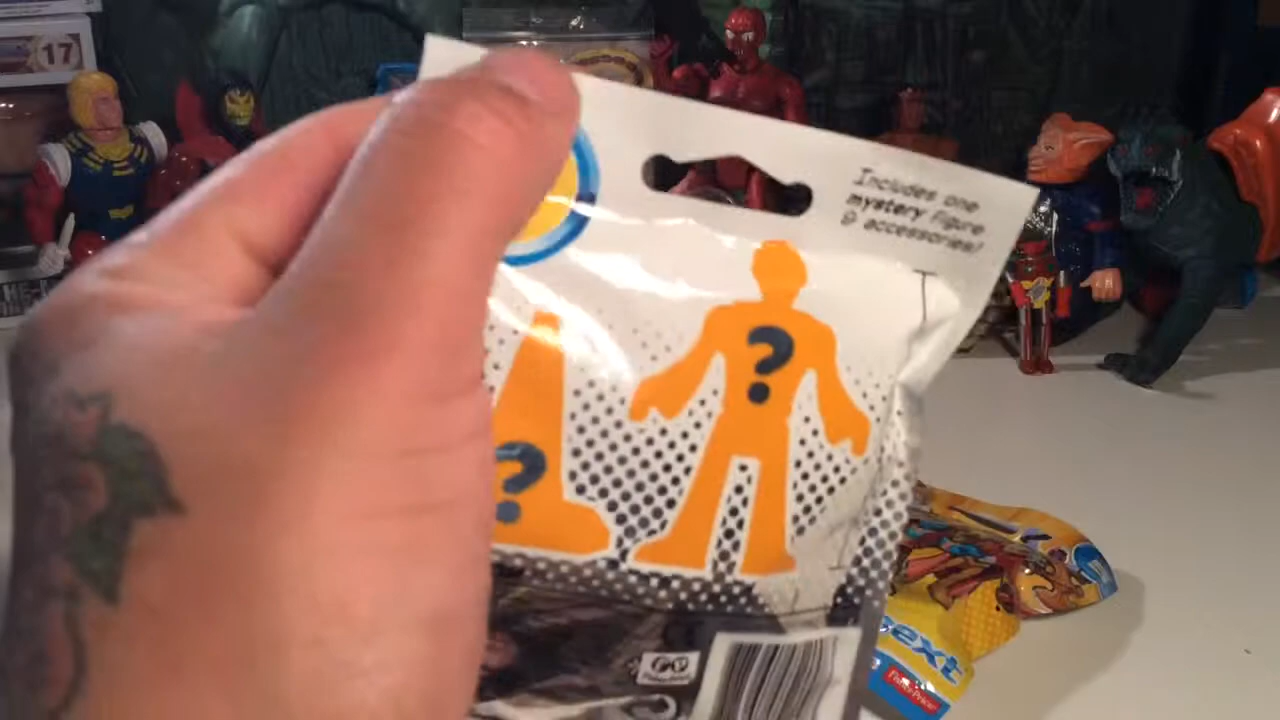 17
Includes one
mystery figure
& accessories!
?
?
ext
Fisher-Price